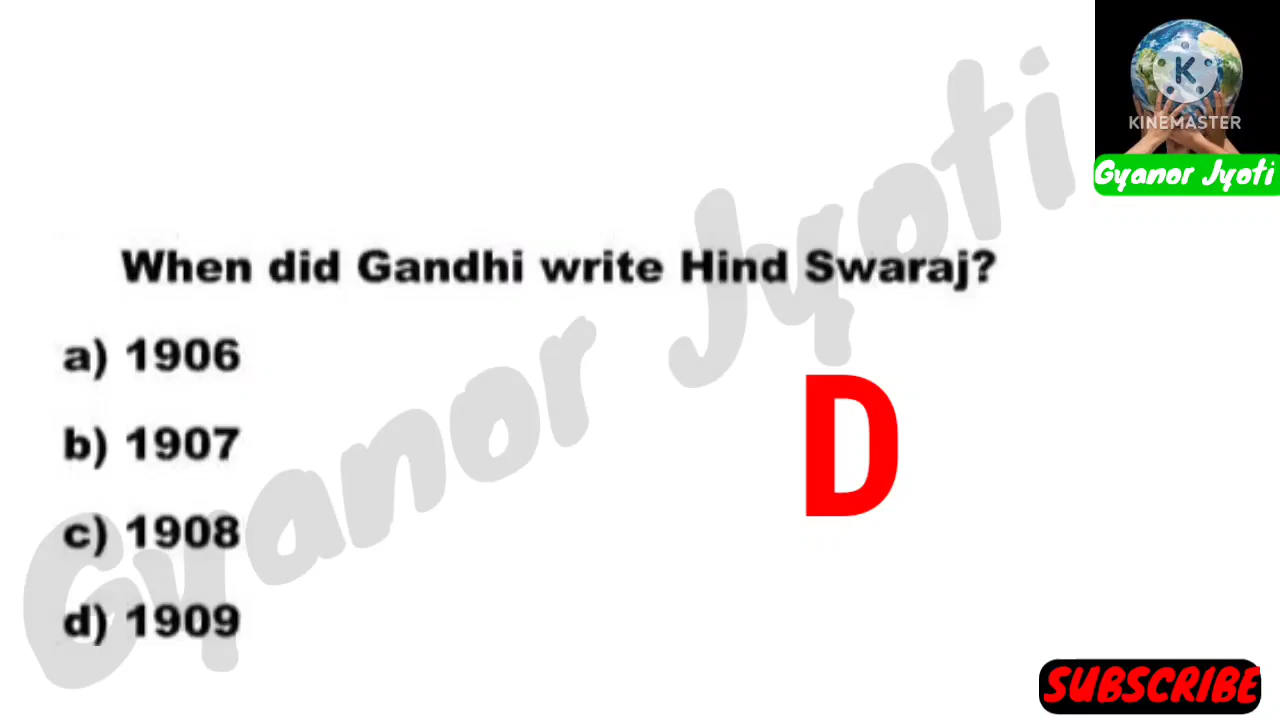 K
KINEMASTER
Gyanor Jyoti
Gyanor Jyoti
When did Gandhi write Hind Swaraj?
a) 1906
b) 1907
c) 1908
d) 1909
D
SUBSCRIBE